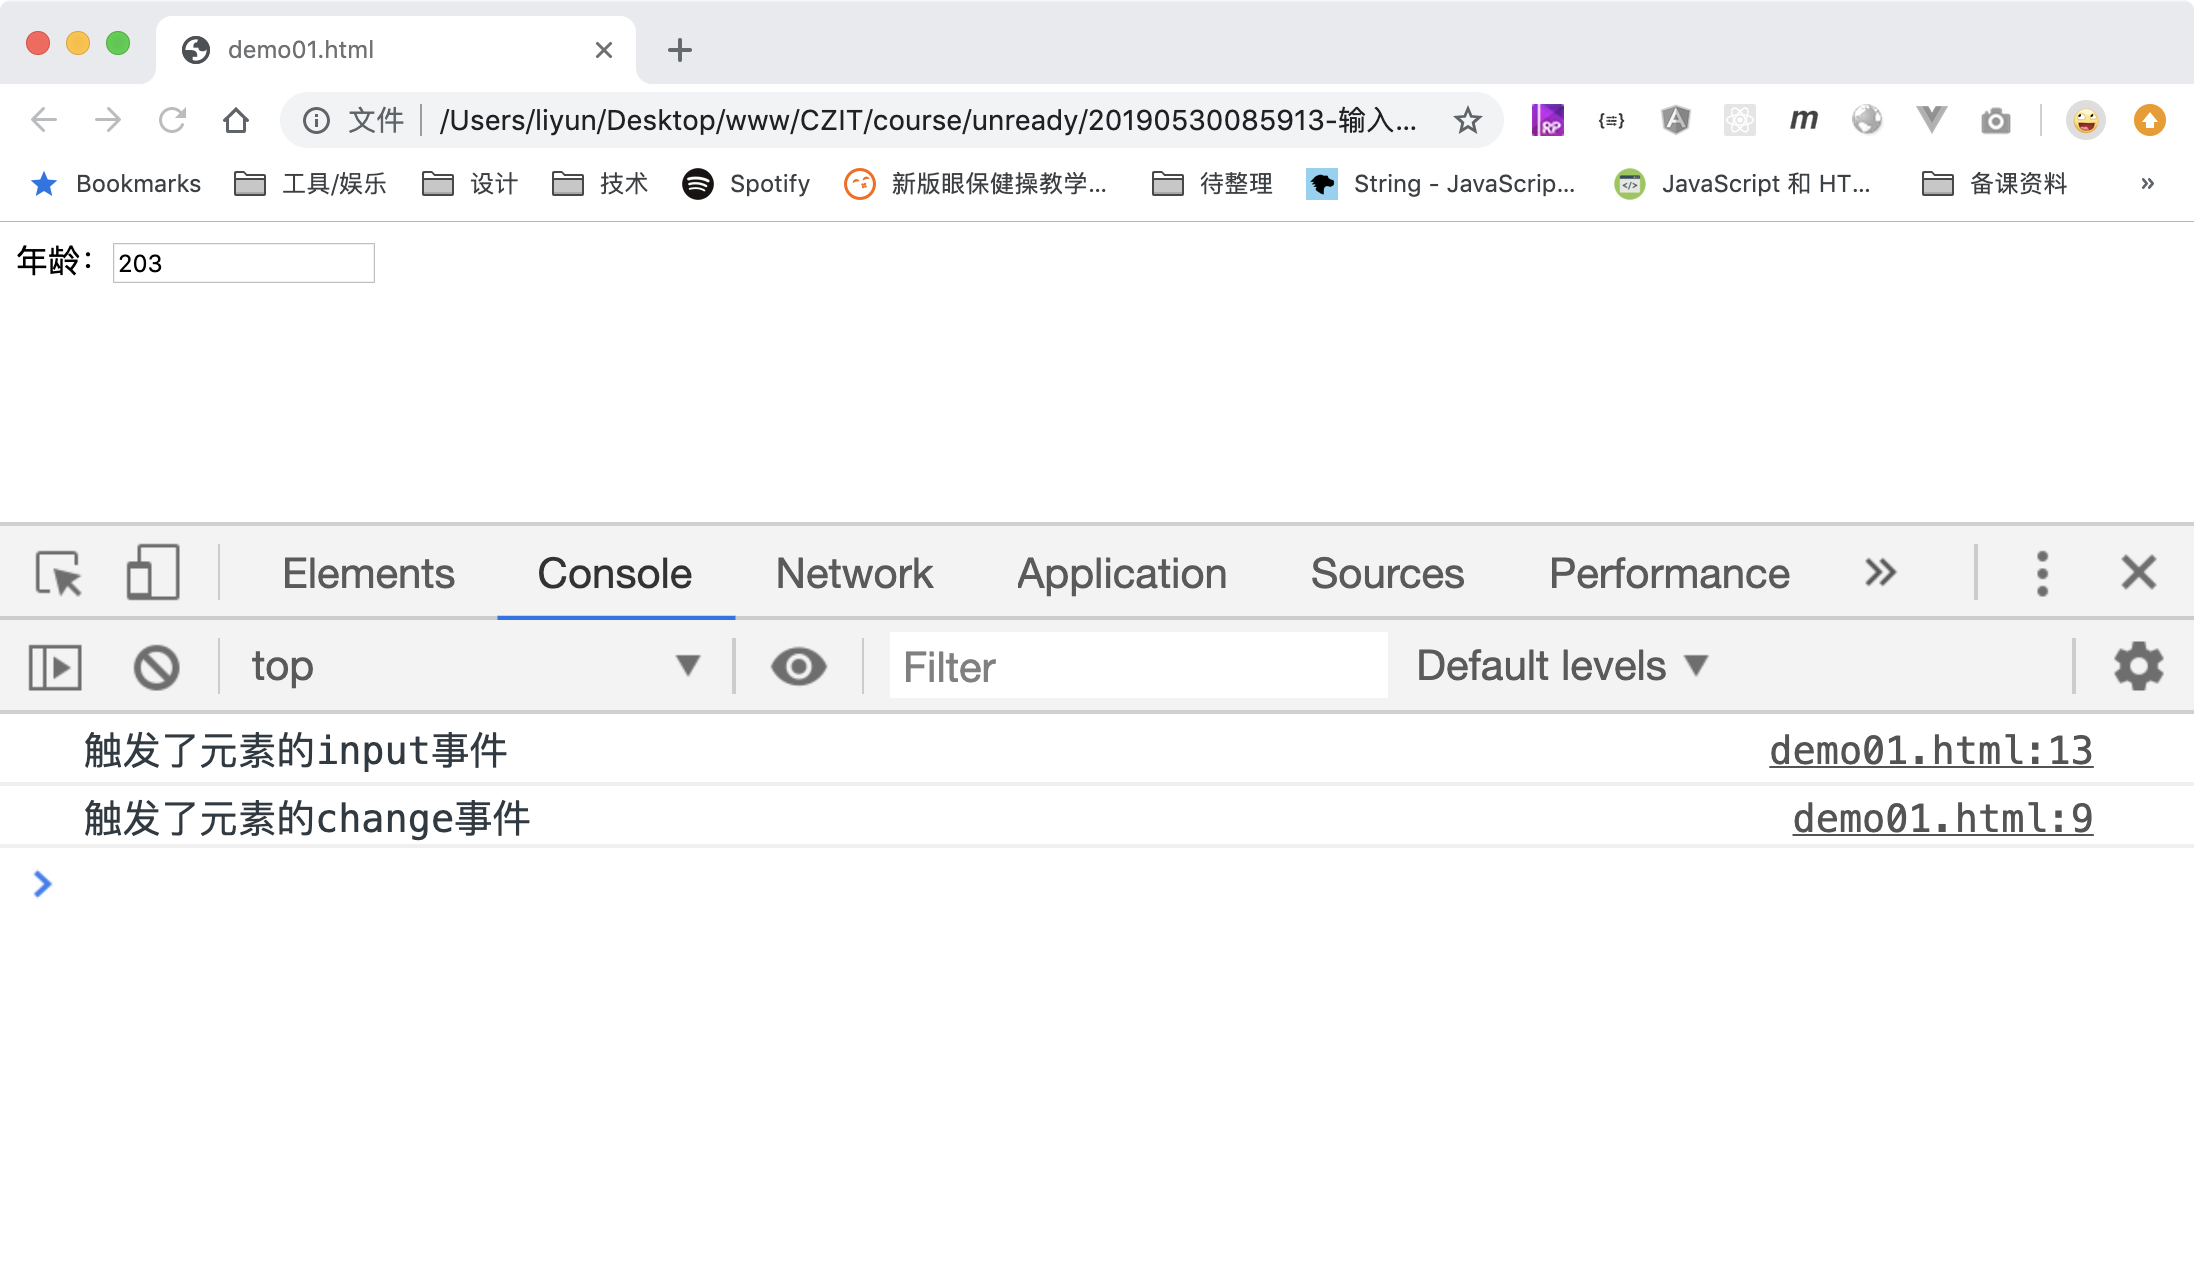 demo01.html
文件 /Users/liyun/Desktop/www/CZIT/course/unready/20190530085913-输入... RP {≡} A m
Bookmarks 工具/娱乐 设计 技术 Spotify 新版眼保健操教学... 待整理 String - JavaScrip... JavaScript 和 HT... 备课资料 »
年龄： 203
Elements Console Network Application Sources Performance
top Filter Default levels
触发了元素的input事件 demo01.html:13
触发了元素的change事件 demo01.html:9